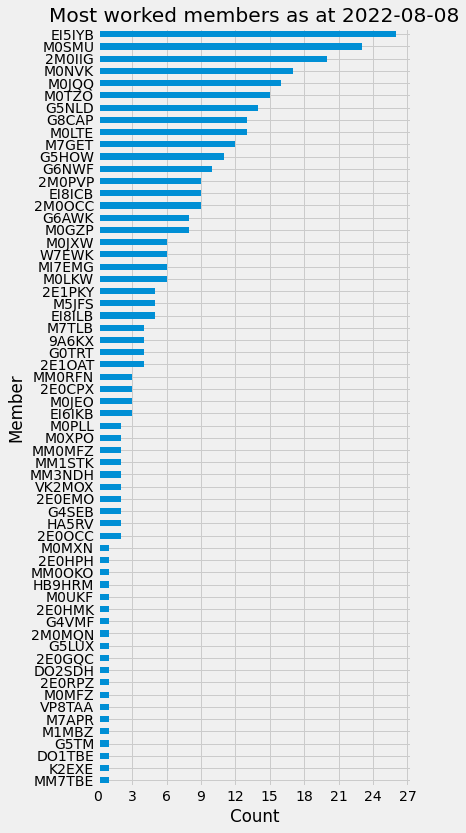 Most worked members as at 2022-08-08
EI5IYB
M0SMU
2M0IIG
M0NVK
M0JQQ
M0TZO
G5NLD
G8CAP
M0LTE
M7GET
G5HOW
G6NWF
2M0PVP
EI8ICB
2M0OCC
G6AWK
M0GZP
M0JXW
W7EWK
MI7EMG
M0LKW
2E1PKY
M5JFS
EI8ILB
M7TLB
9A6KX
G0TRT
2E1OAT
MM0RFN
2E0CPX
M0JEO
EI6IKB
M0PLL
M0XPO
MM0MFZ
MM1STK
MM3NDH
VK2MOX
2E0EMO
G4SEB
HA5RV
2E0OCC
M0MXN
2E0HPH
MM0OKO
HB9HRM
M0UKF
2E0HMK
G4VMF
2M0MQN
G5LUX
2E0GQC
DO2SDH
2E0RPZ
M0MFZ
VP8TAA
M7APR
M1MBZ
G5TM
DO1TBE
K2EXE
MM7TBE
Member
0 3 6 9 12 15 18 21 24 27
Count